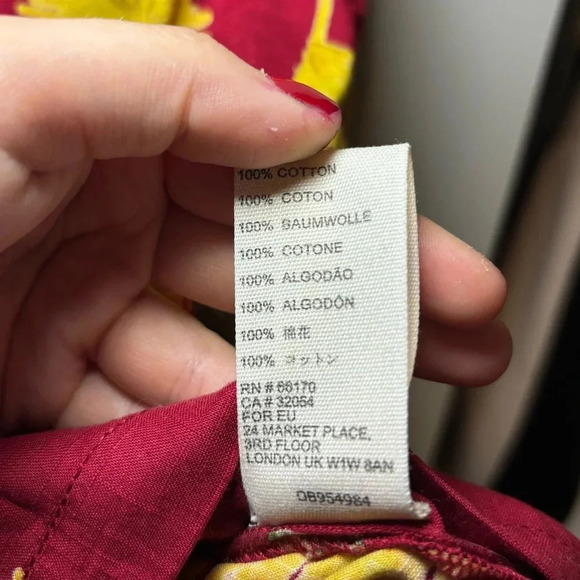 100% COTTON
100% COTON
100% BAUMWOLLE
100% COTONE
100% ALGODÃO
100% ALGODÓN
100% 棉花
100% コットン
RN # 66170
CA # 32054
FOR EU
24 MARKET PLACE,
3RD FLOOR
LONDON UK W1W 8AN
OB954984